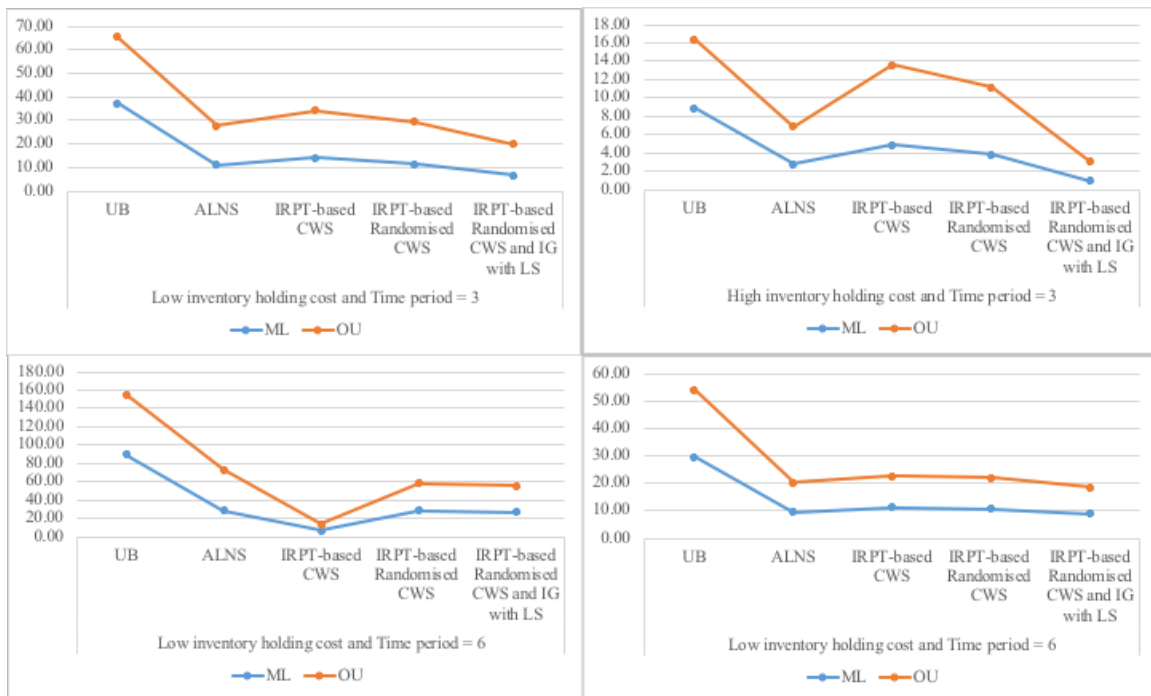 70.00
60.00
50.00
40.00
30.00
20.00
10.00
0.00
UB
ALNS
IRPT-based
CWS
IRPT-based
Randomised
CWS
IRPT-based
Randomised
CWS and IG
with LS
Low inventory holding cost and Time period = 3
ML
OU
18.00
16.00
14.00
12.00
10.00
8.00
6.00
4.00
2.00
0.00
UB
ALNS
IRPT-based
CWS
IRPT-based
Randomised
CWS
IRPT-based
Randomised
CWS and IG
with LS
High inventory holding cost and Time period = 3
ML
OU
180.00
160.00
140.00
120.00
100.00
80.00
60.00
40.00
20.00
0.00
UB
ALNS
IRPT-based
CWS
IRPT-based
Randomised
CWS
IRPT-based
Randomised
CWS and IG
with LS
Low inventory holding cost and Time period = 6
ML
OU
60.00
50.00
40.00
30.00
20.00
10.00
0.00
UB
ALNS
IRPT-based
CWS
IRPT-based
Randomised
CWS
IRPT-based
Randomised
CWS and IG
with LS
Low inventory holding cost and Time period = 6
ML
OU